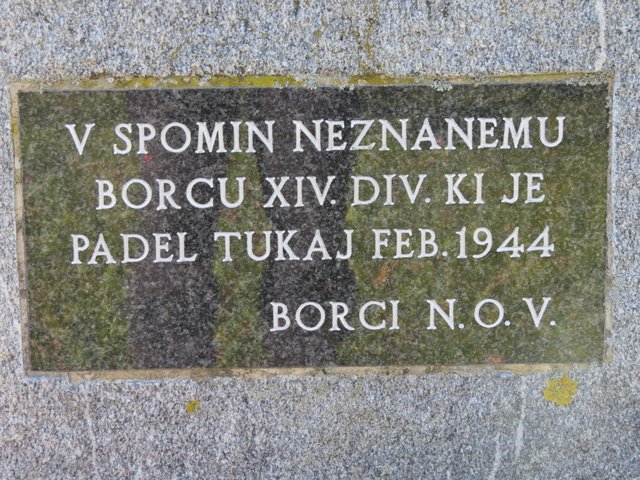 V SPOMIN NEZNANEMU
BORCU XIV. DIV. KI JE
PADEL TUKAJ FEB. 1944
BORCI N. O. V.